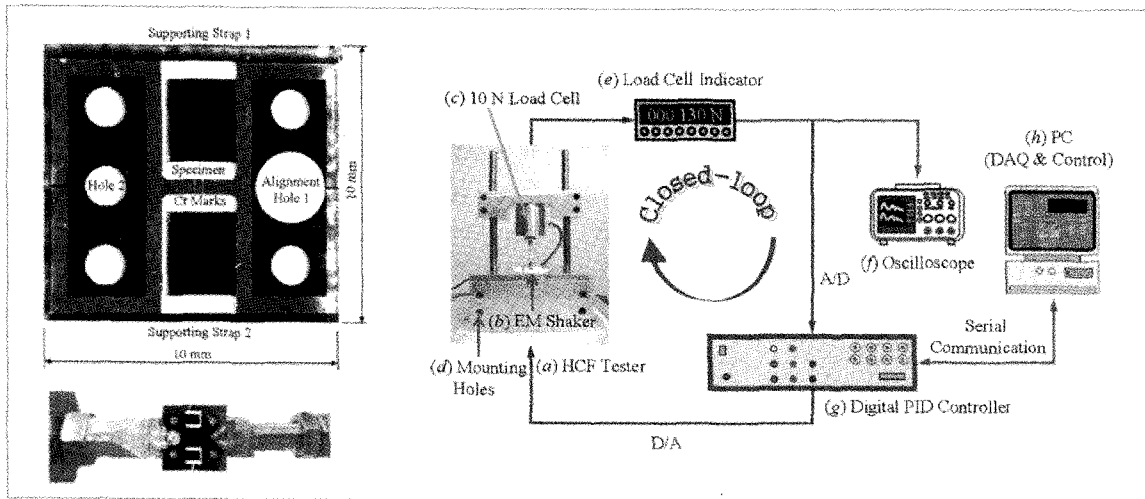 Supporting Strap 1
Specimen
Hole 2
Alignment
Hole 1
Cr Marks
10 mm
Supporting Strap 2
10 mm
(c) 10 N Load Cell
(e) Load Cell Indicator
000 130 N
(h) PC
(DAQ & Control)
Closed-loop
(f) Oscilloscope
A/D
(b) EM Shaker
Serial
Communication
(d) Mounting
Holes
(a) HCF Tester
(g) Digital PID Controller
D/A